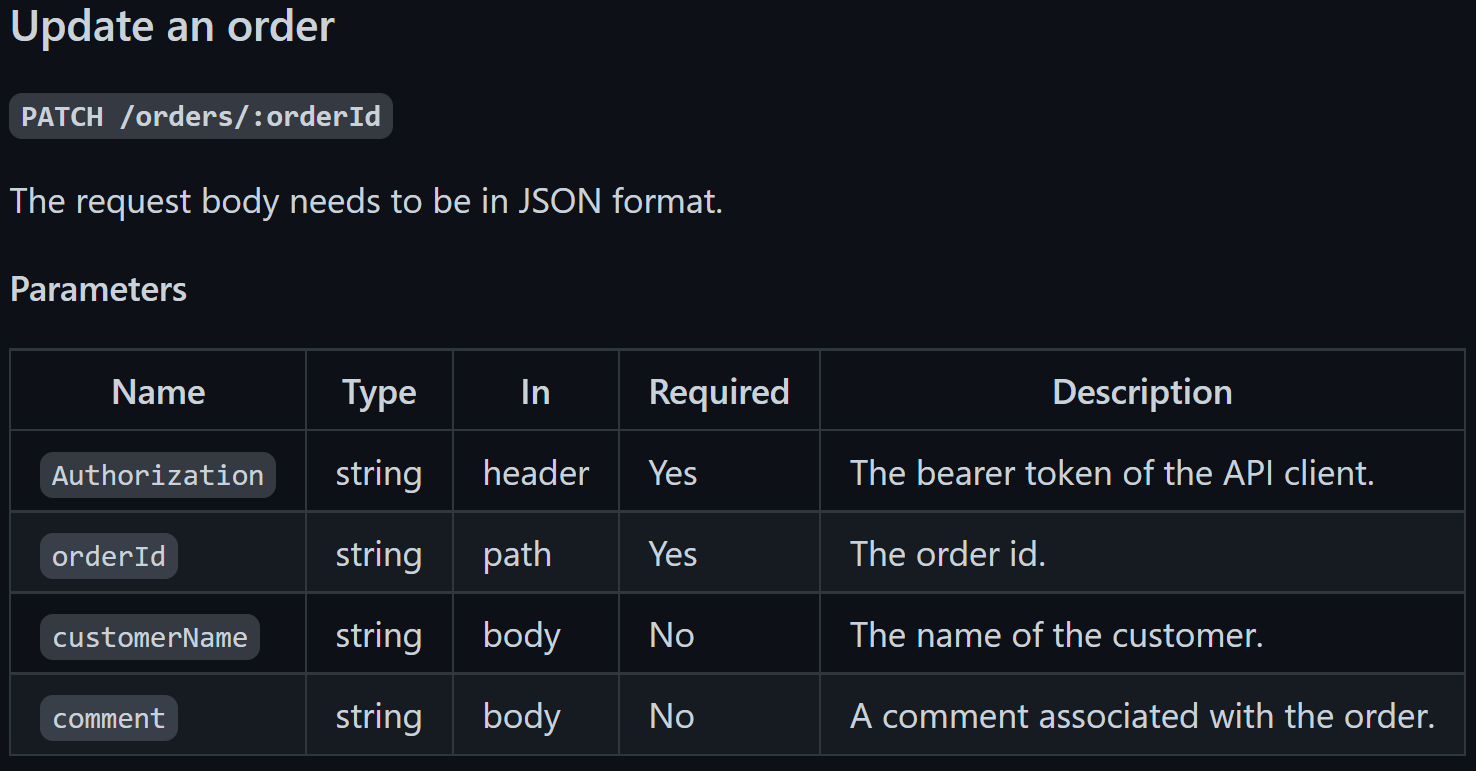 Update an order
PATCH /orders/:orderId
The request body needs to be in JSON format.
Parameters
Name Type In Required Description
Authorization string header Yes The bearer token of the API client.
orderId string path Yes The order id.
customerName string body No The name of the customer.
comment string body No A comment associated with the order.